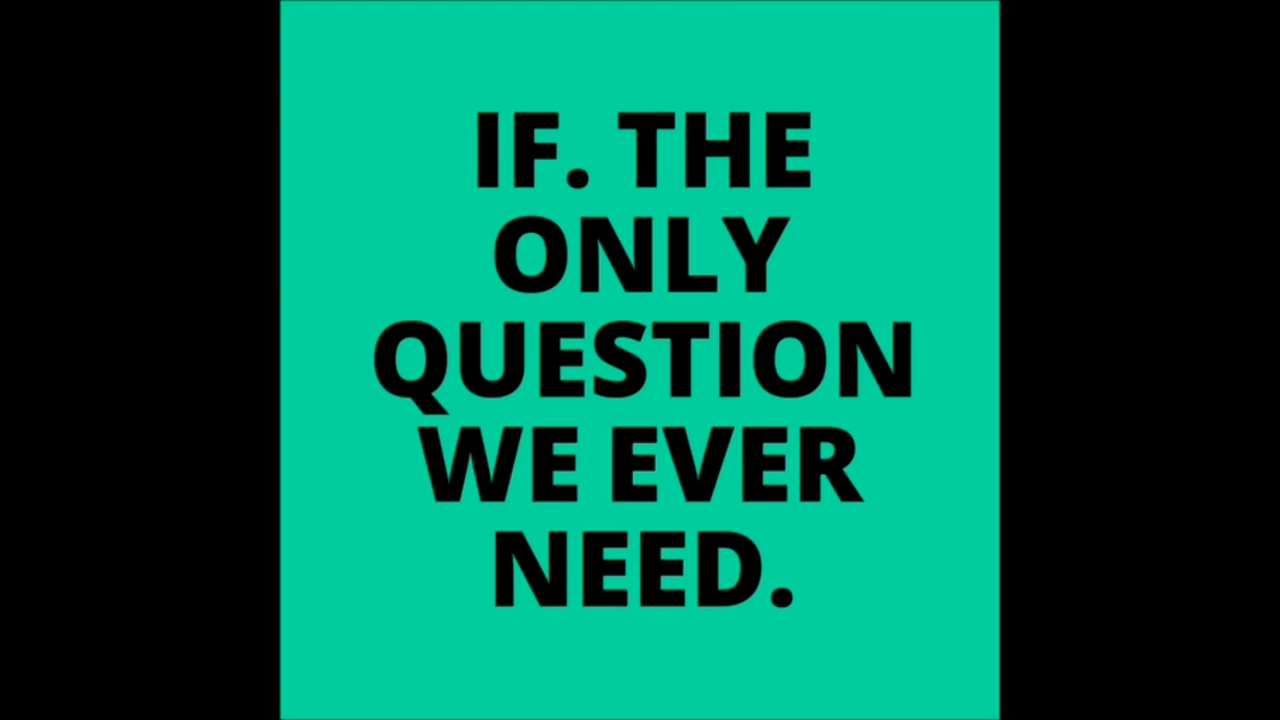 IF. THE
ONLY
QUESTION
WE EVER
NEED.